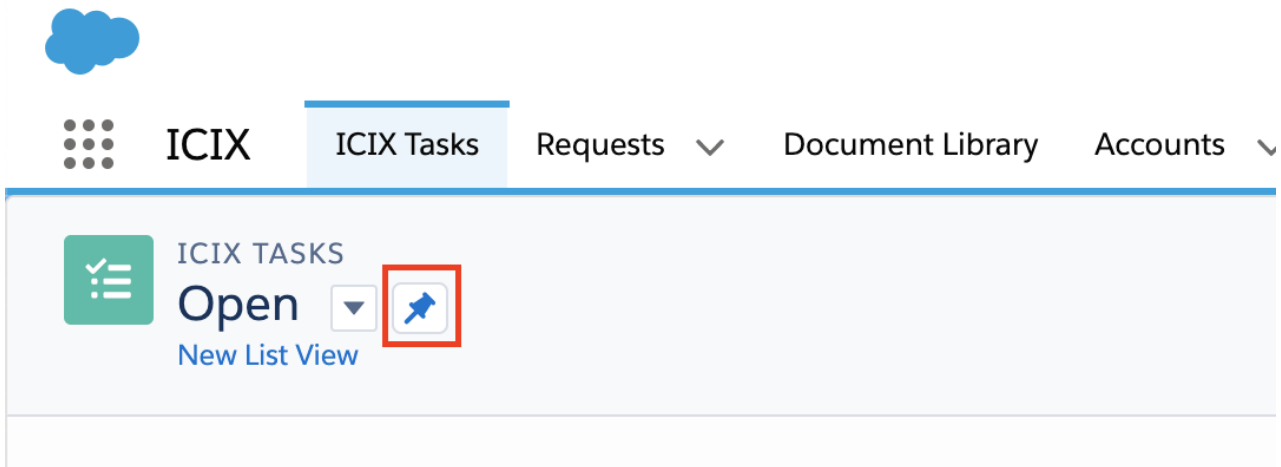 ICIX ICIX Tasks Requests Document Library Accounts
ICIX TASKS
Open
New List View